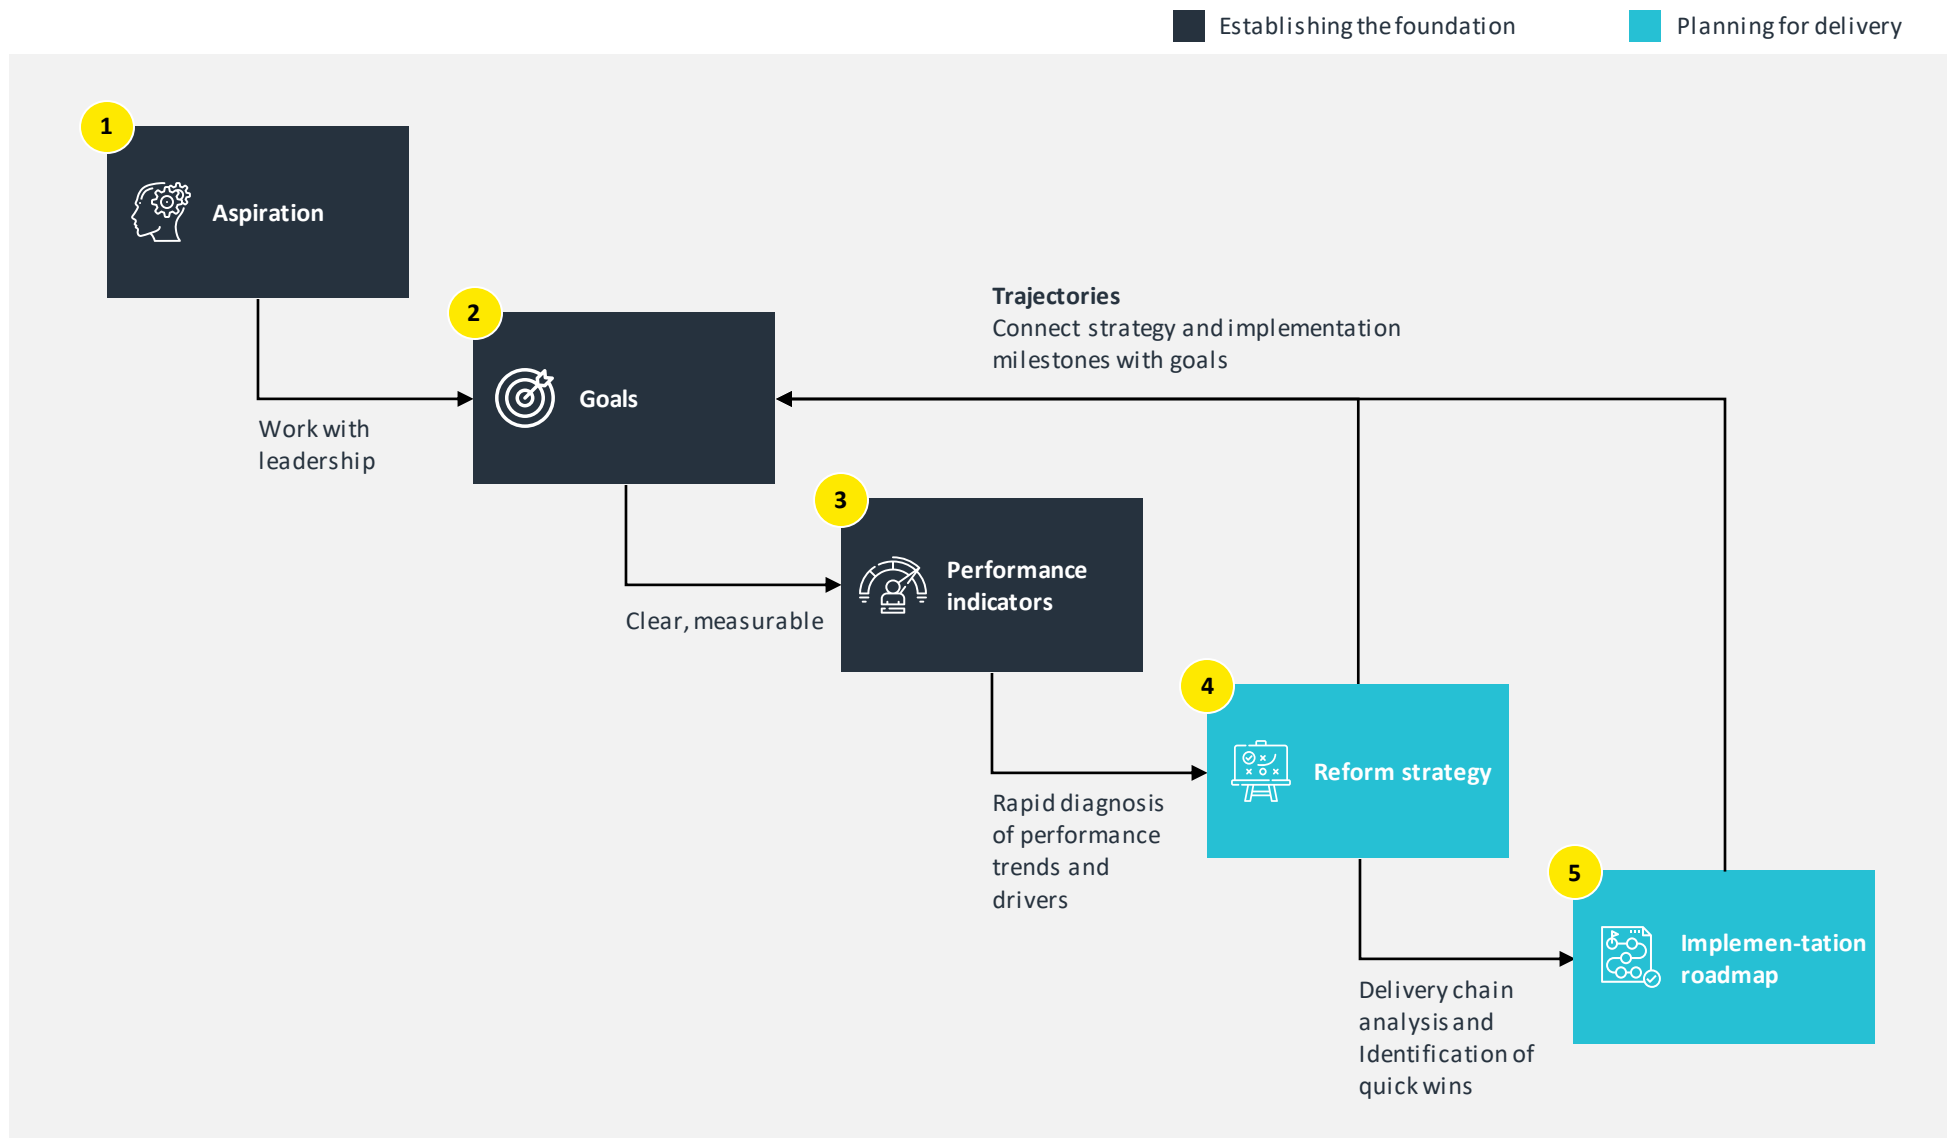 Establishing the foundation
Planning for delivery
1
Aspiration
Work with
leadership
2
Goals
Trajectories
Connect strategy and implementation
milestones with goals
Clear, measurable
3
Performance
indicators
Rapid diagnosis
of performance
trends and
drivers
4
Reform strategy
Delivery chain
analysis and
Identification of
quick wins
5
Implemen-tation
roadmap